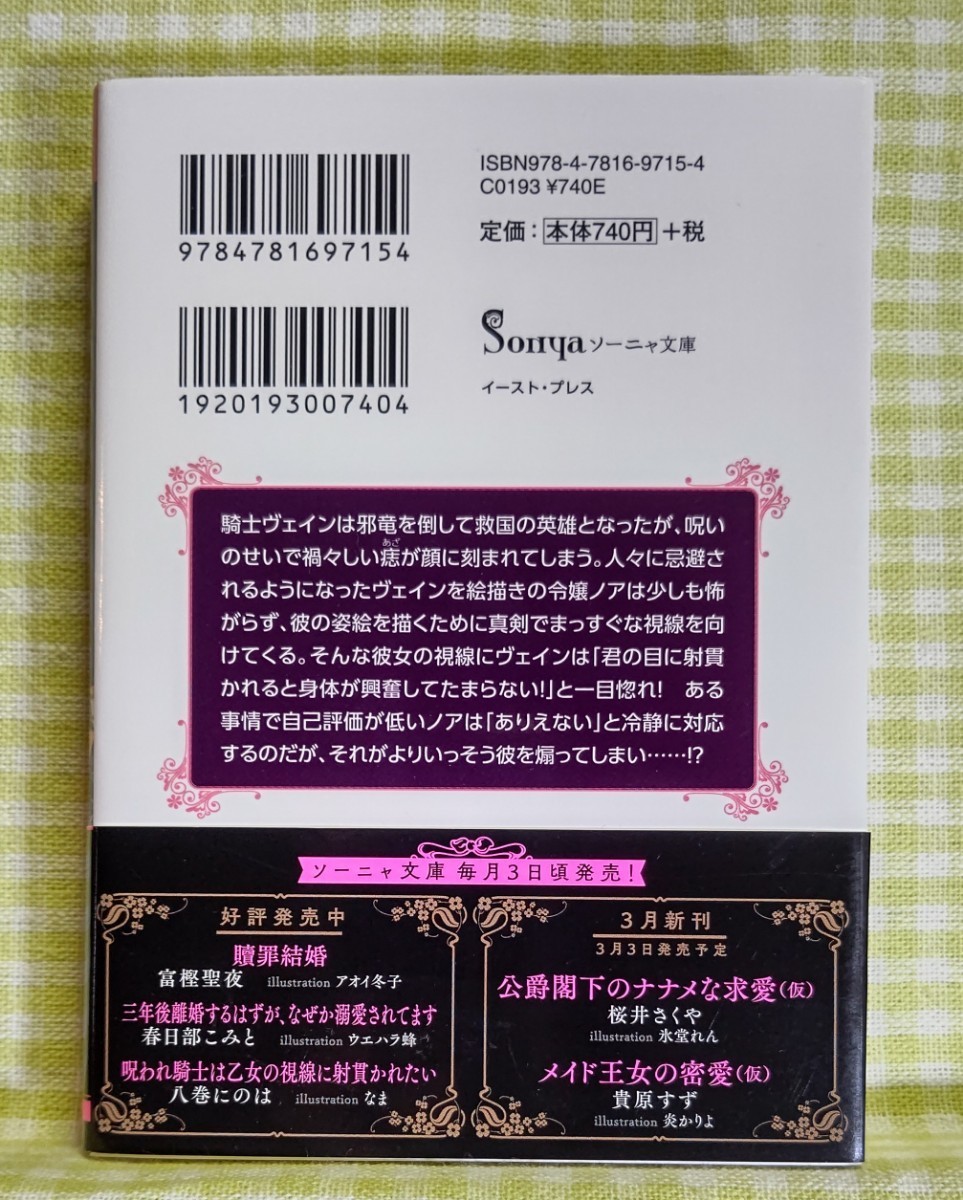 ISBN978-4-7816-9715-4
C0193 ¥740E
定価：本体740円+税
9784781697154
Sonyaソーニャ文庫
イースト・プレス
1920193007404
騎士ヴェインは邪竜を倒して救国の英雄となったが、呪い
あざ
のせいで禍々しい痣が顔に刻まれてしまう。人々に忌避さ
れるようになったヴェインを絵描きの令嬢ノアは少しも怖
がらず、彼の姿絵を描くために真剣でまっすぐな視線を向
けてくる。そんな彼女の視線にヴェインは「君の目に射貫
かれると身体が興奮してたまらない!」と一目惚れ!　ある
事情で自己評価が低いノアは「ありえない」と冷静に対応
するのだが、それがよりいっそう彼を煽ってしまい……!?
ソーニャ文庫 毎月3日頃発売!
好評発売中
贖罪結婚
富樫聖夜 illustration アオイ冬子
三年後離婚するはずが、なぜか溺愛されてます
春日部こみと illustration ウエハラ蜂
呪われ騎士は乙女の視線に射貫かれたい
八巻にのは illustration なま
3月新刊
3月3日発売予定
公爵閣下のナナメな求愛(仮)
桜井さくや
illustration 氷堂れん
メイド王女の密愛(仮)
貴原すず
illustration 炎かりよ